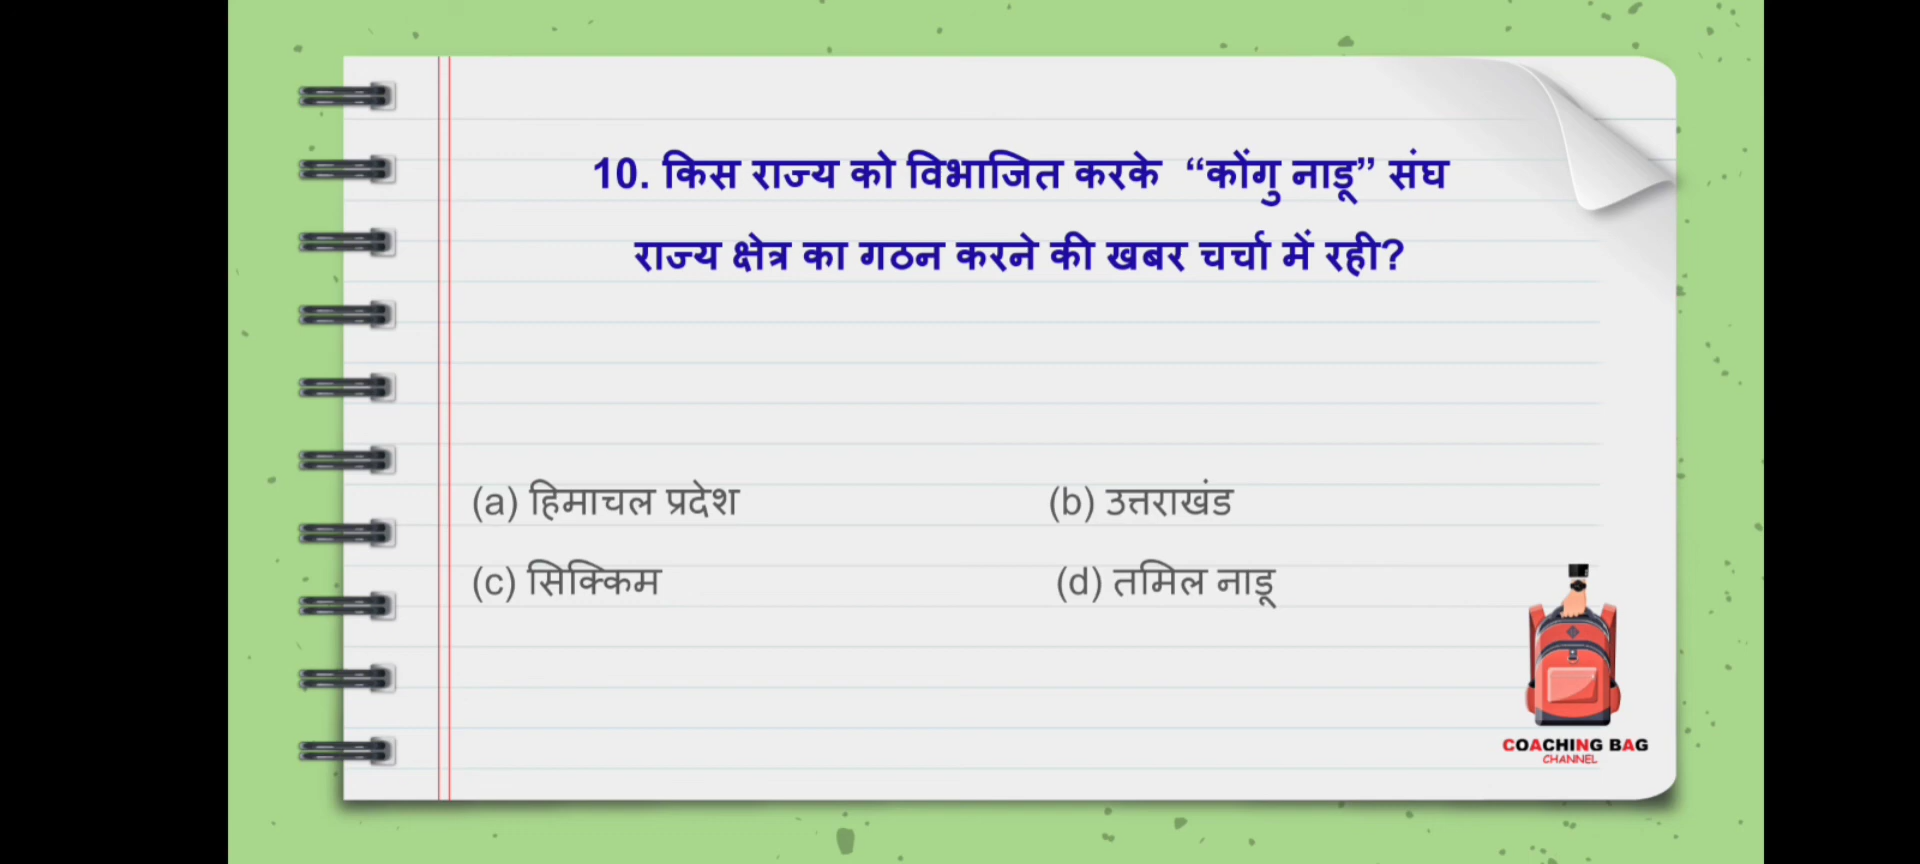 10. किस राज्य को विभाजित करके “कोंगु नाडू” संघ
राज्य क्षेत्र का गठन करने की खबर चर्चा में रही?
(a) हिमाचल प्रदेश (b) उत्तराखंड
(c) सिक्किम (d) तमिल नाडू
COACHING BAG
CHANNEL